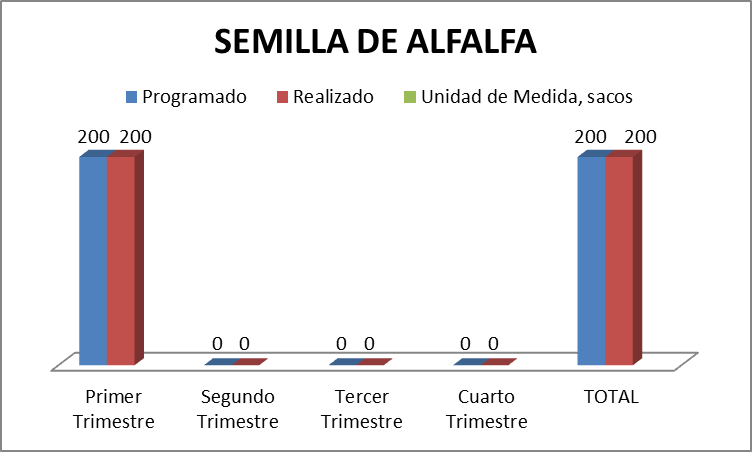 SEMILLA DE ALFALFA
Programado Realizado Unidad de Medida, sacos
200 200 0 0 0 0 0 0 200 200
Primer Segundo Tercer Cuarto TOTAL
Trimestre Trimestre Trimestre Trimestre